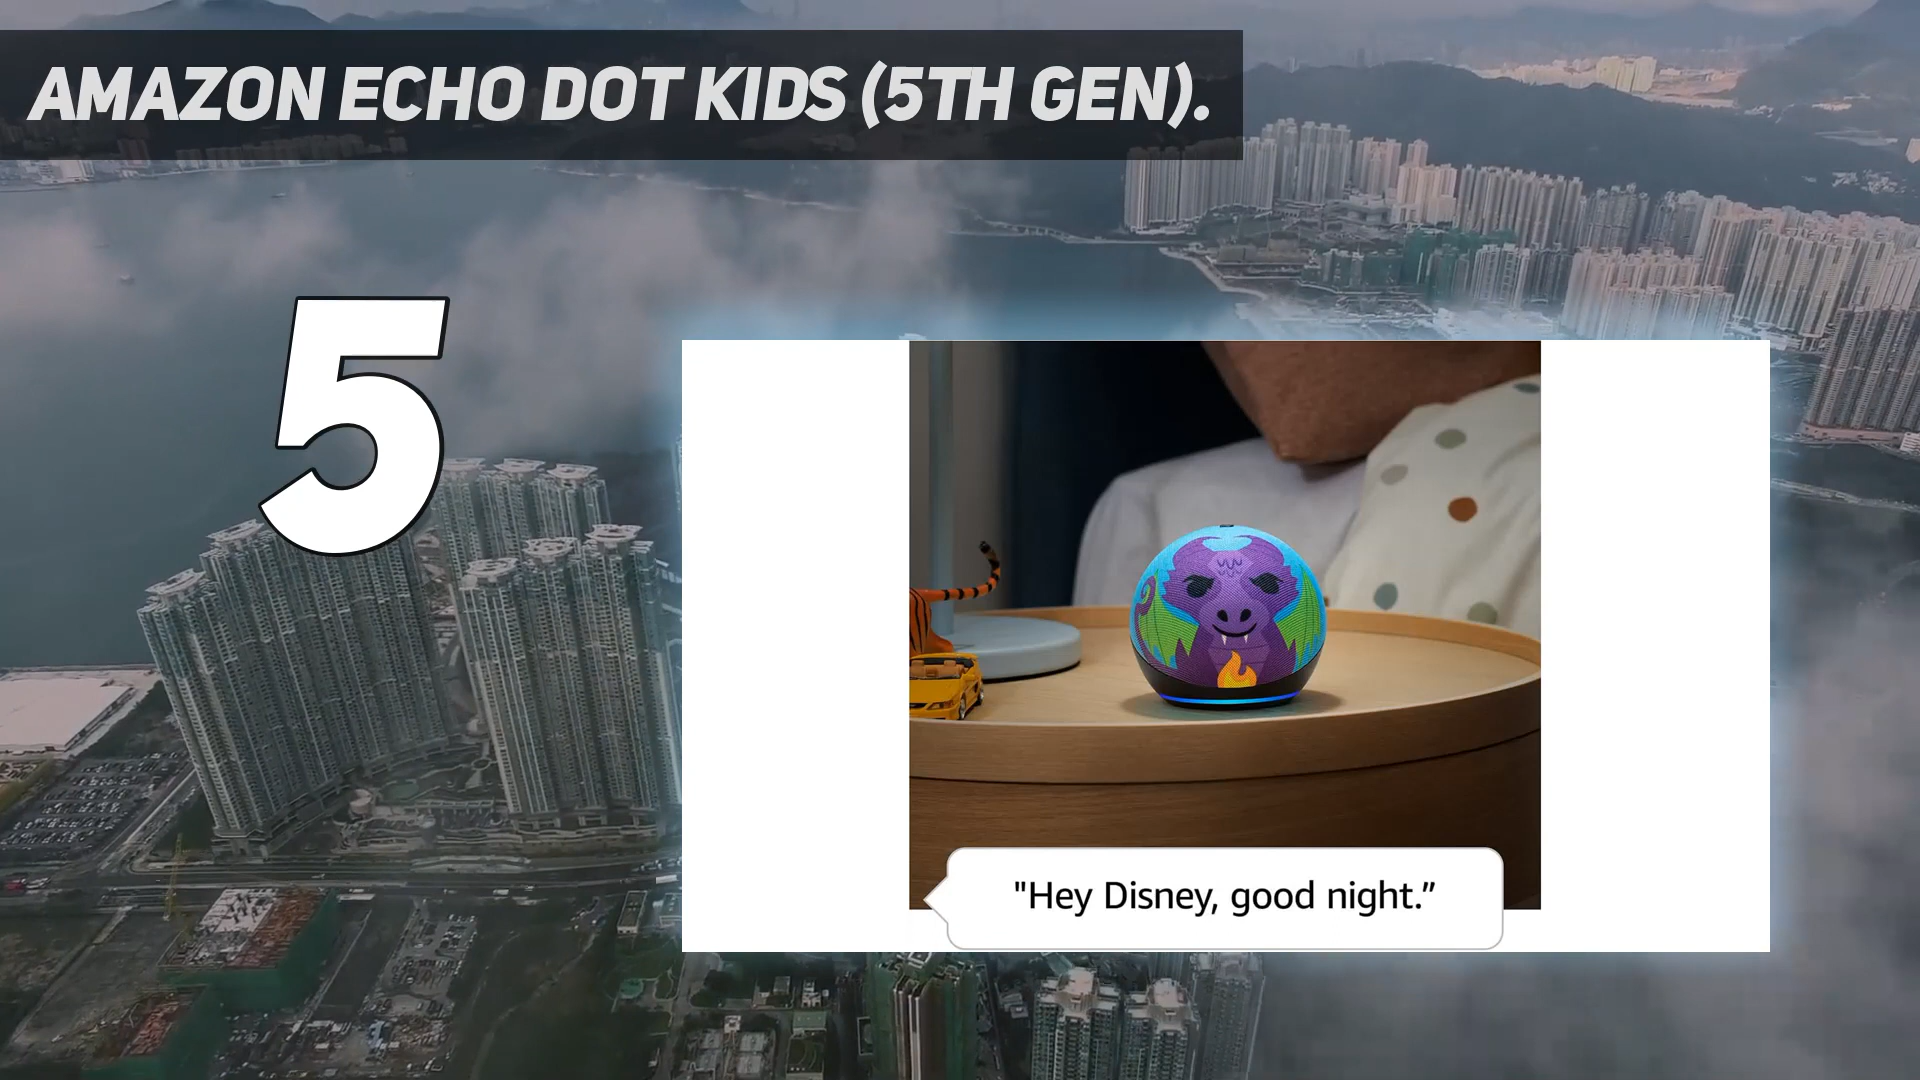 AMAZON ECHO DOT KIDS (5TH GEN).
5
"Hey Disney, good night.”